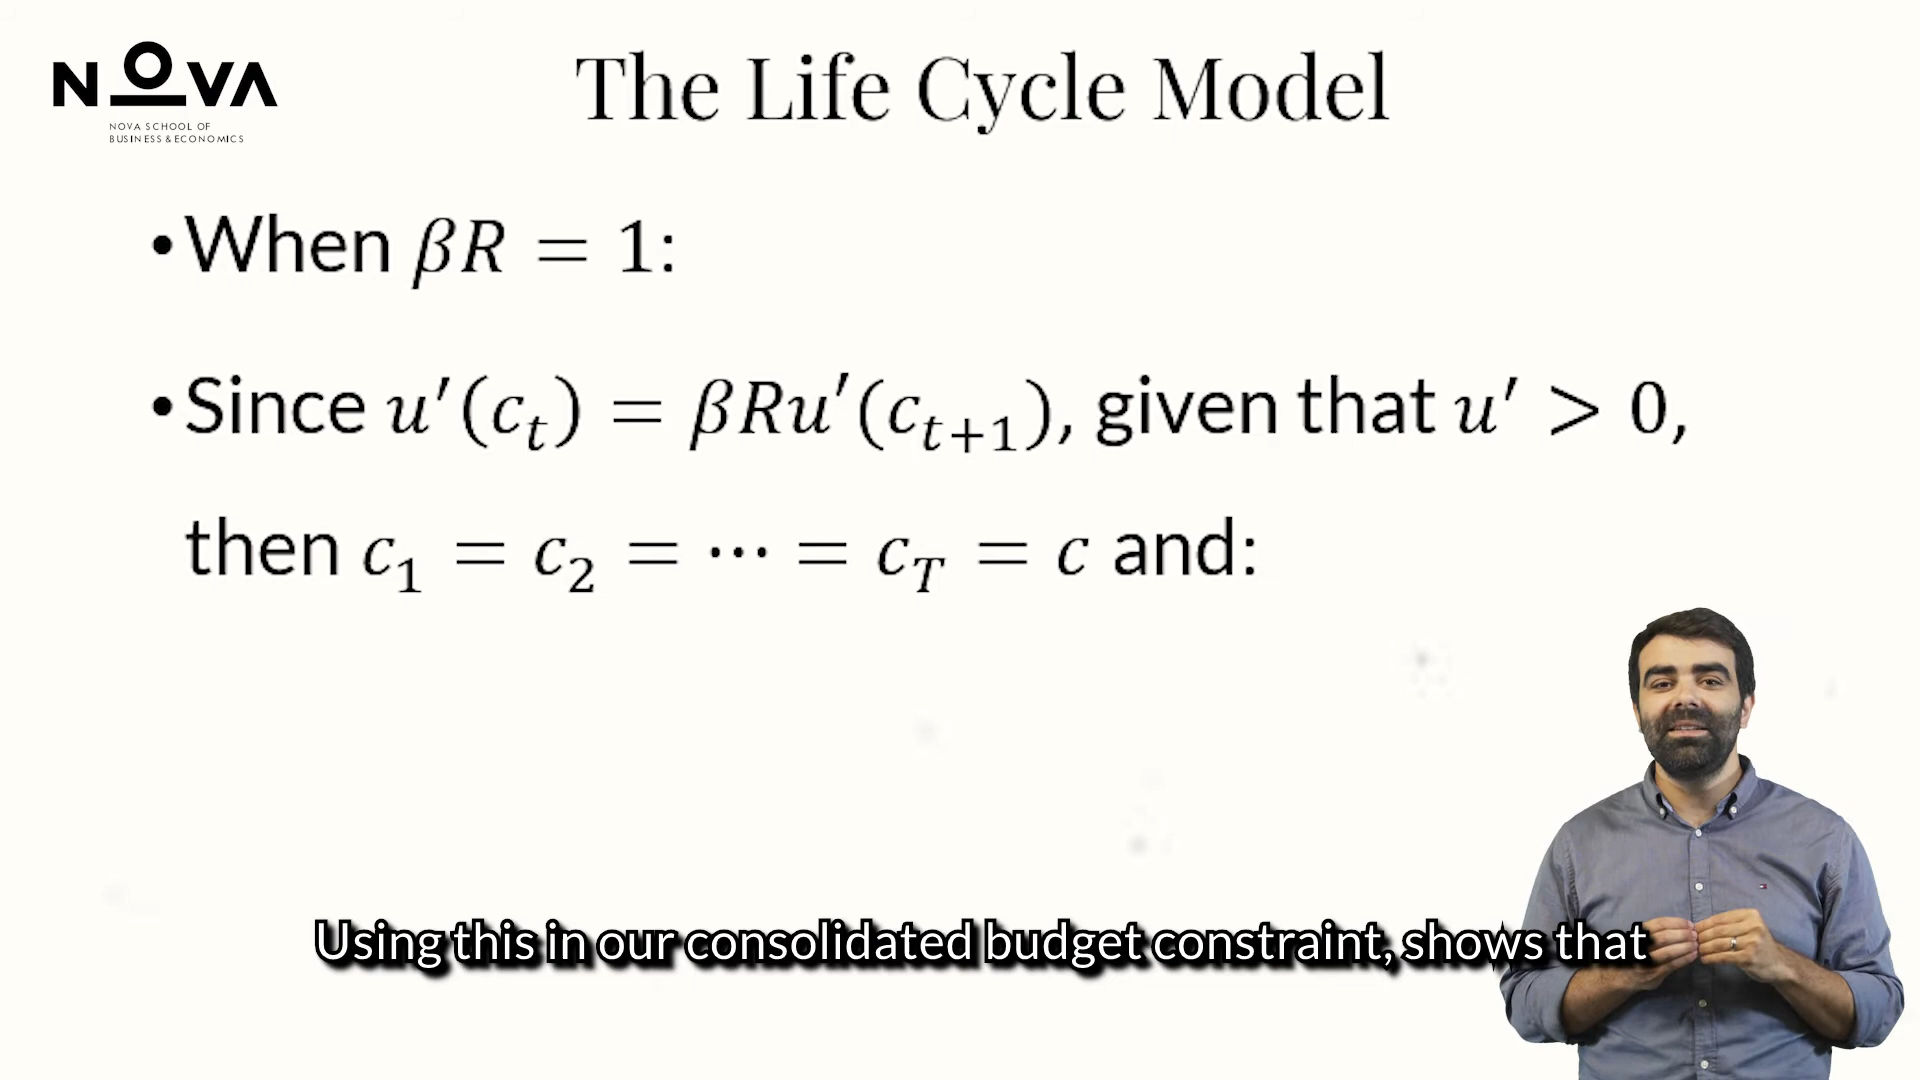 NOVA
NOVA SCHOOL OF
BUSINESS & ECONOMICS
The Life Cycle Model
• When βR = 1:
• Since u′(c_t) = βRu′(c_{t+1}), given that u′ > 0,
then c_1 = c_2 = ⋯ = c_T = c and:
Using this in our consolidated budget constraint, shows that